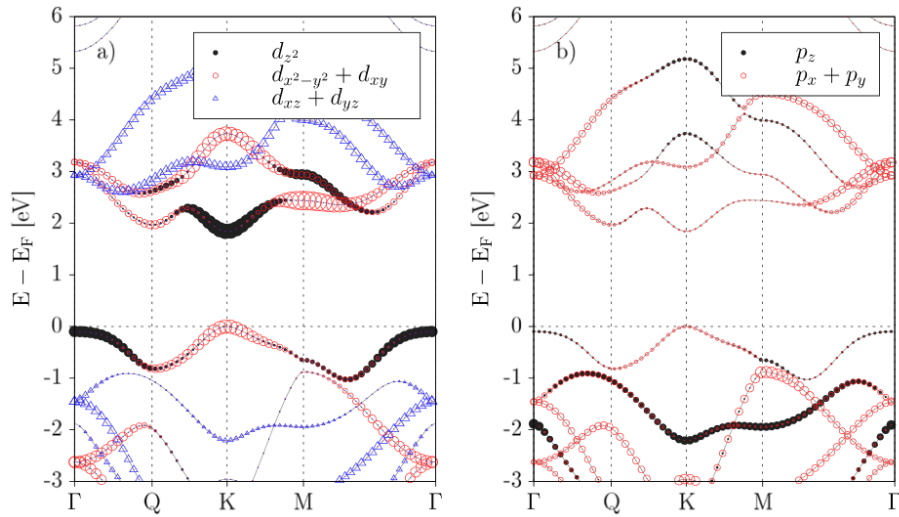 a)
d_{z^2}
d_{x^2-y^2} + d_{xy}
d_{xz} + d_{yz}
E − E_F [eV]
6
5
4
3
2
1
0
-1
-2
-3
Γ Q K M Γ
b)
p_z
p_x + p_y
E − E_F [eV]
6
5
4
3
2
1
0
-1
-2
-3
Γ Q K M Γ